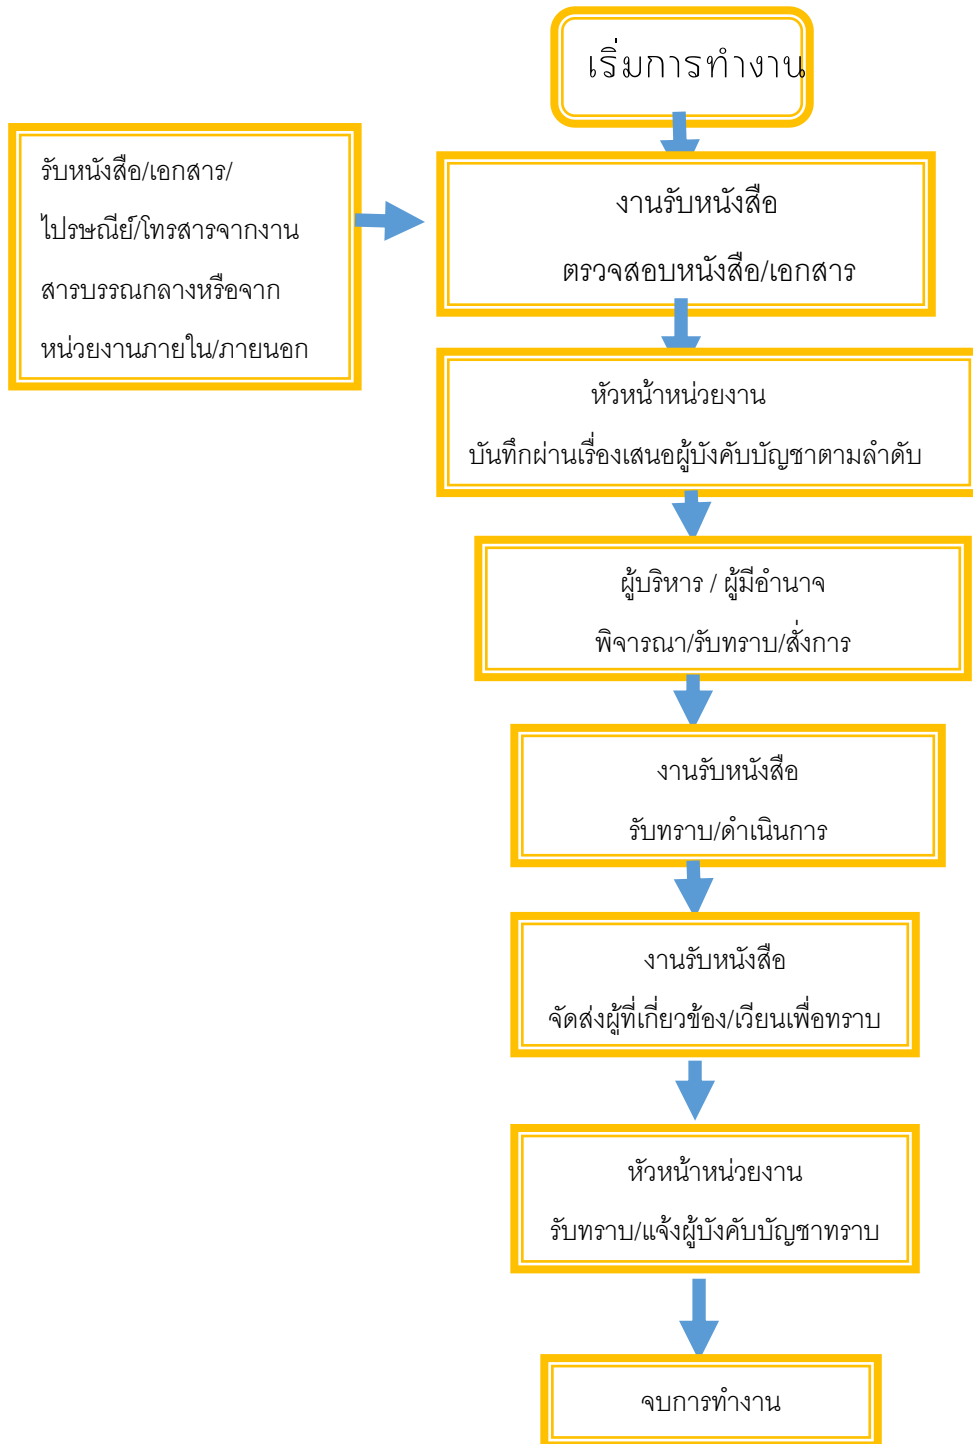 เริ่มการทำงาน
รับหนังสือ/เอกสาร/
ไปรษณีย์/โทรสารจากงาน
สารบรรณกลางหรือจาก
หน่วยงานภายใน/ภายนอก
งานรับหนังสือ
ตรวจสอบหนังสือ/เอกสาร
หัวหน้าหน่วยงาน
บันทึกผ่านเรื่องเสนอผู้บังคับบัญชาตามลำดับ
ผู้บริหาร / ผู้มีอำนาจ
พิจารณา/รับทราบ/สั่งการ
งานรับหนังสือ
รับทราบ/ดำเนินการ
งานรับหนังสือ
จัดส่งผู้ที่เกี่ยวข้อง/เวียนเพื่อทราบ
หัวหน้าหน่วยงาน
รับทราบ/แจ้งผู้บังคับบัญชาทราบ
จบการทำงาน